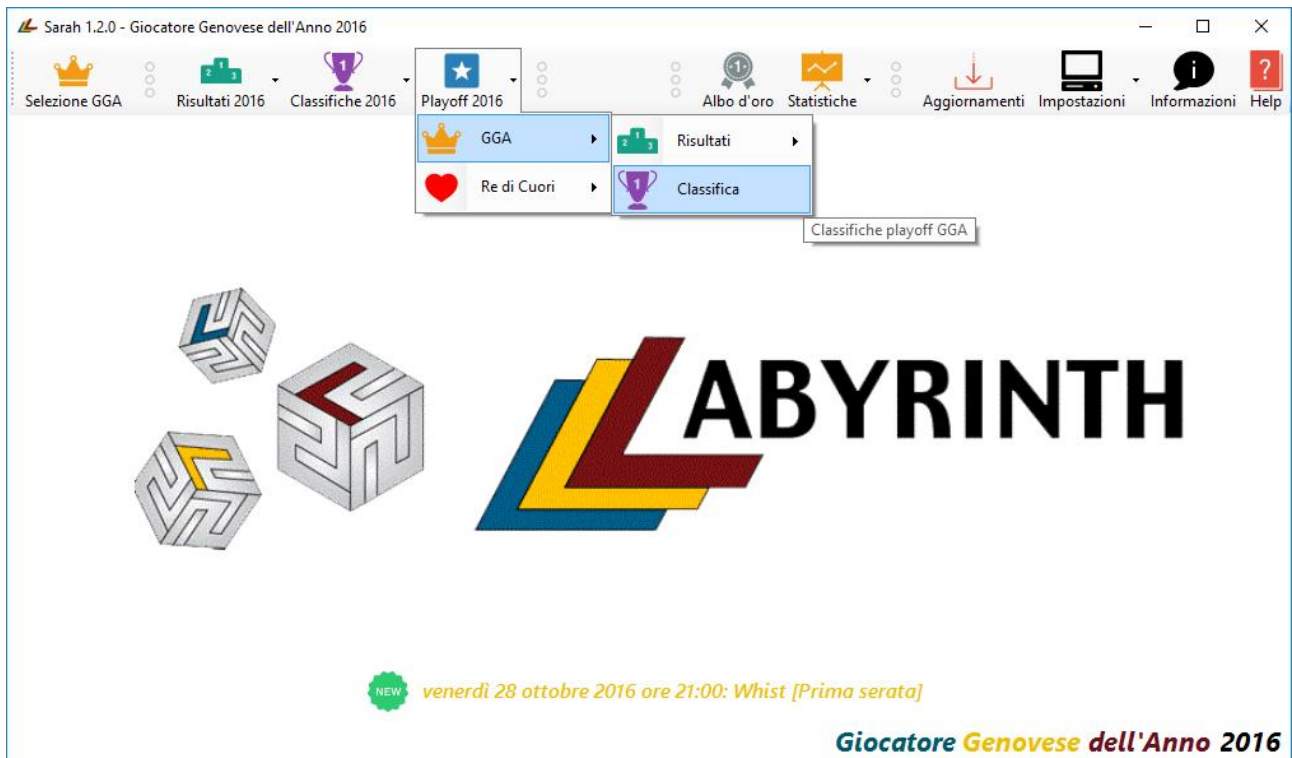 Sarah 1.2.0 - Giocatore Genovese dell'Anno 2016
Selezione GGA
Risultati 2016
Classifiche 2016
Playoff 2016
Albo d'oro
Statistiche
Aggiornamenti
Impostazioni
Informazioni
Help
GGA
Risultati
Re di Cuori
Classifica
Classifiche playoff GGA
LABYRINTH
NEW
venerdì 28 ottobre 2016 ore 21:00: Whist [Prima serata]
Giocatore Genovese dell'Anno 2016